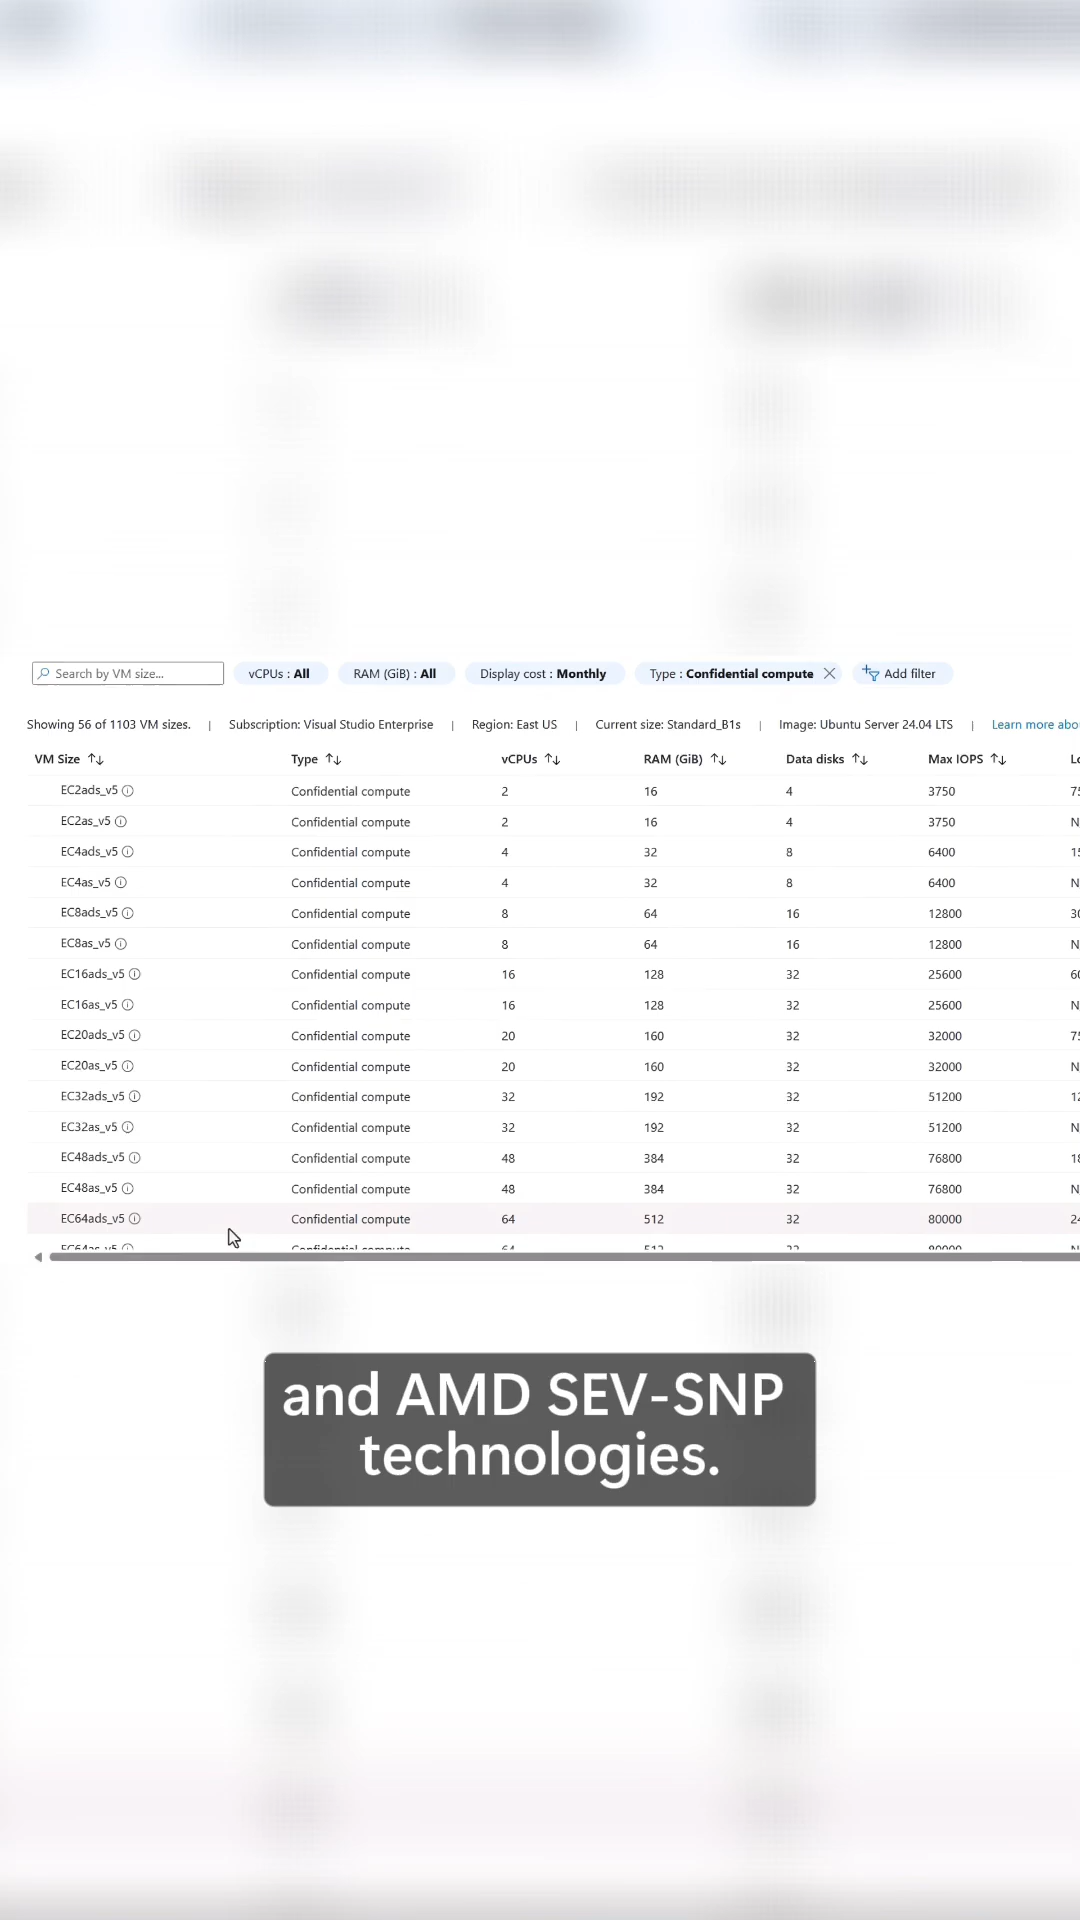 Search by VM size...
vCPUs : All
RAM (GiB) : All
Display cost : Monthly
Type : Confidential compute
Add filter
Showing 56 of 1103 VM sizes. | Subscription: Visual Studio Enterprise | Region: East US | Current size: Standard_B1s | Image: Ubuntu Server 24.04 LTS | Learn more abo
VM Size Type vCPUs RAM (GiB) Data disks Max IOPS
EC2ads_v5 Confidential compute 2 16 4 3750
EC2as_v5 Confidential compute 2 16 4 3750
EC4ads_v5 Confidential compute 4 32 8 6400
EC4as_v5 Confidential compute 4 32 8 6400
EC8ads_v5 Confidential compute 8 64 16 12800
EC8as_v5 Confidential compute 8 64 16 12800
EC16ads_v5 Confidential compute 16 128 32 25600
EC16as_v5 Confidential compute 16 128 32 25600
EC20ads_v5 Confidential compute 20 160 32 32000
EC20as_v5 Confidential compute 20 160 32 32000
EC32ads_v5 Confidential compute 32 192 32 51200
EC32as_v5 Confidential compute 32 192 32 51200
EC48ads_v5 Confidential compute 48 384 32 76800
EC48as_v5 Confidential compute 48 384 32 76800
EC64ads_v5 Confidential compute 64 512 32 80000
and AMD SEV-SNP
technologies.